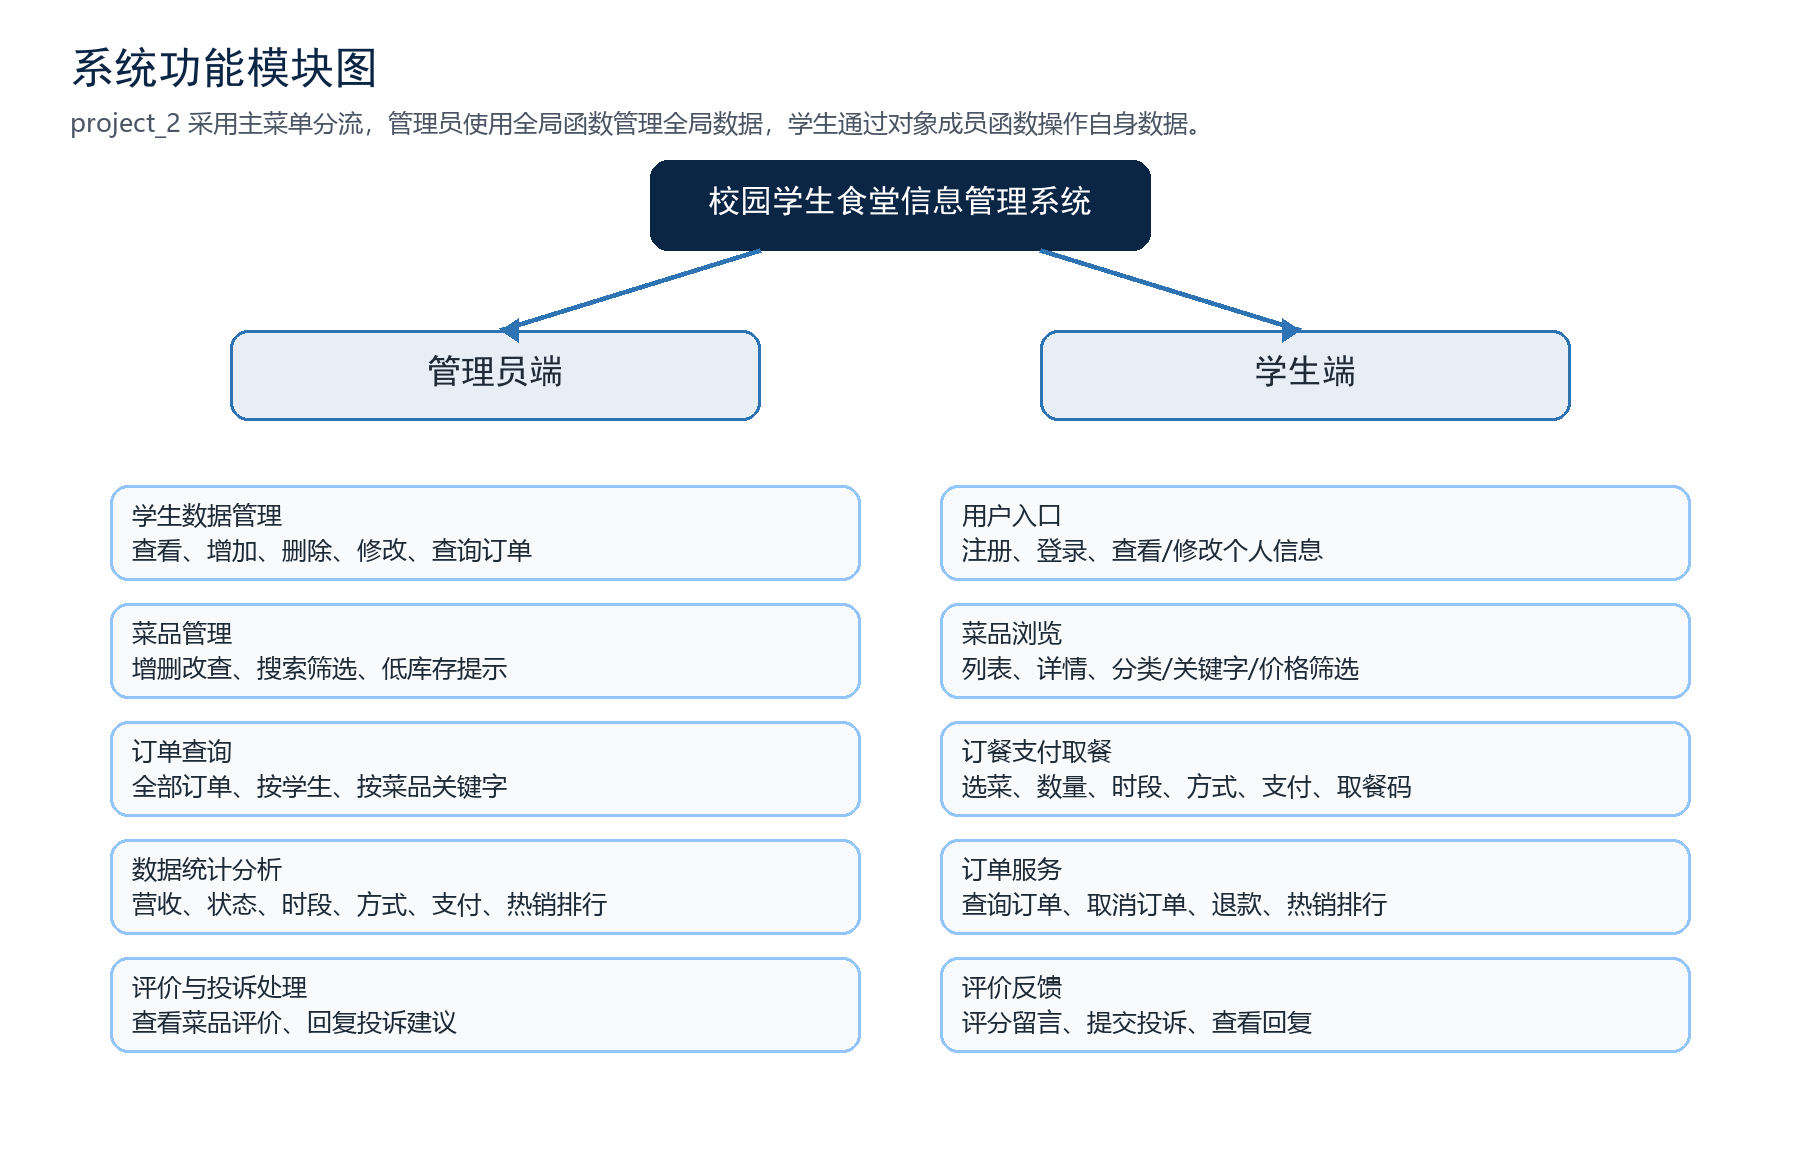 系统功能模块图
project_2 采用主菜单分流，管理员使用全局函数管理全局数据，学生通过对象成员函数操作自身数据。
校园学生食堂信息管理系统
管理员端
学生端
学生数据管理
查看、增加、删除、修改、查询订单
菜品管理
增删改查、搜索筛选、低库存提示
订单查询
全部订单、按学生、按菜品关键字
数据统计分析
营收、状态、时段、方式、支付、热销排行
评价与投诉处理
查看菜品评价、回复投诉建议
用户入口
注册、登录、查看/修改个人信息
菜品浏览
列表、详情、分类/关键字/价格筛选
订餐支付取餐
选菜、数量、时段、方式、支付、取餐码
订单服务
查询订单、取消订单、退款、热销排行
评价反馈
评分留言、提交投诉、查看回复